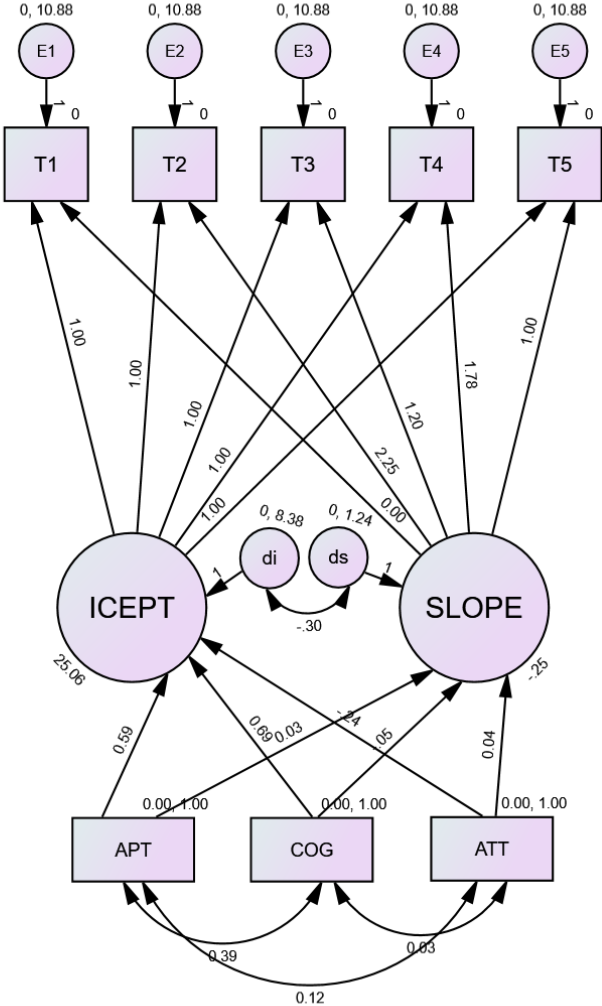 0, 10.88 0, 10.88 0, 10.88 0, 10.88 0, 10.88
E1 E2 E3 E4 E5
1 1 1 1 1
0 0 0 0 0
T1 T2 T3 T4 T5
1.00 1.00 1.00 1.00 1.00 0.00 2.25 1.20 1.78 1.00
0, 8.38 0, 1.24
di ds
1 1
ICEPT SLOPE
-.30
25.06 -.25
0.59 0.69 0.03 -.24 .05 0.04
0.00, 1.00 0.00, 1.00 0.00, 1.00
APT COG ATT
0.39 0.03
0.12